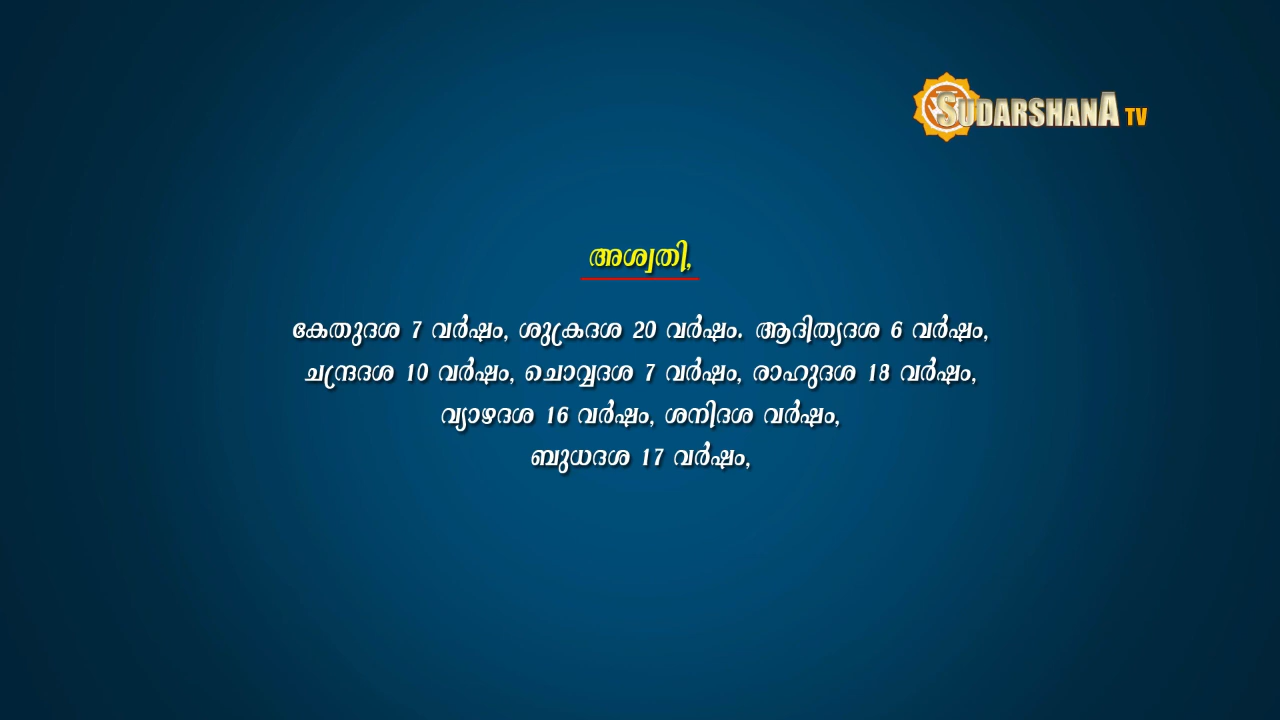 SUDARSHANA TV
അശ്വതി,
കേതുദശ 7 വർഷം, ശുക്രദശ 20 വർഷം. ആദിത്യദശ 6 വർഷം,
ചന്ദ്രദശ 10 വർഷം, ചൊവ്വദശ 7 വർഷം, രാഹുദശ 18 വർഷം,
വ്യാഴദശ 16 വർഷം, ശനിദശ വർഷം,
ബുധദശ 17 വർഷം,